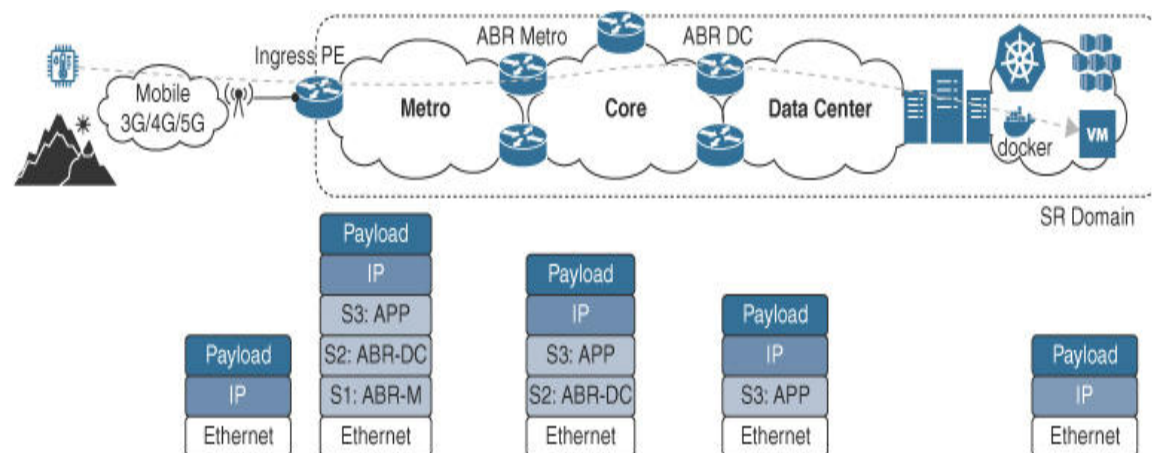 Ingress PE
ABR Metro
ABR DC
Mobile
3G/4G/5G
Metro
Core
Data Center
docker
VM
SR Domain
Payload
IP
Ethernet
Payload
IP
S3: APP
S2: ABR-DC
S1: ABR-M
Ethernet
Payload
IP
S3: APP
S2: ABR-DC
Ethernet
Payload
IP
S3: APP
Ethernet
Payload
IP
Ethernet